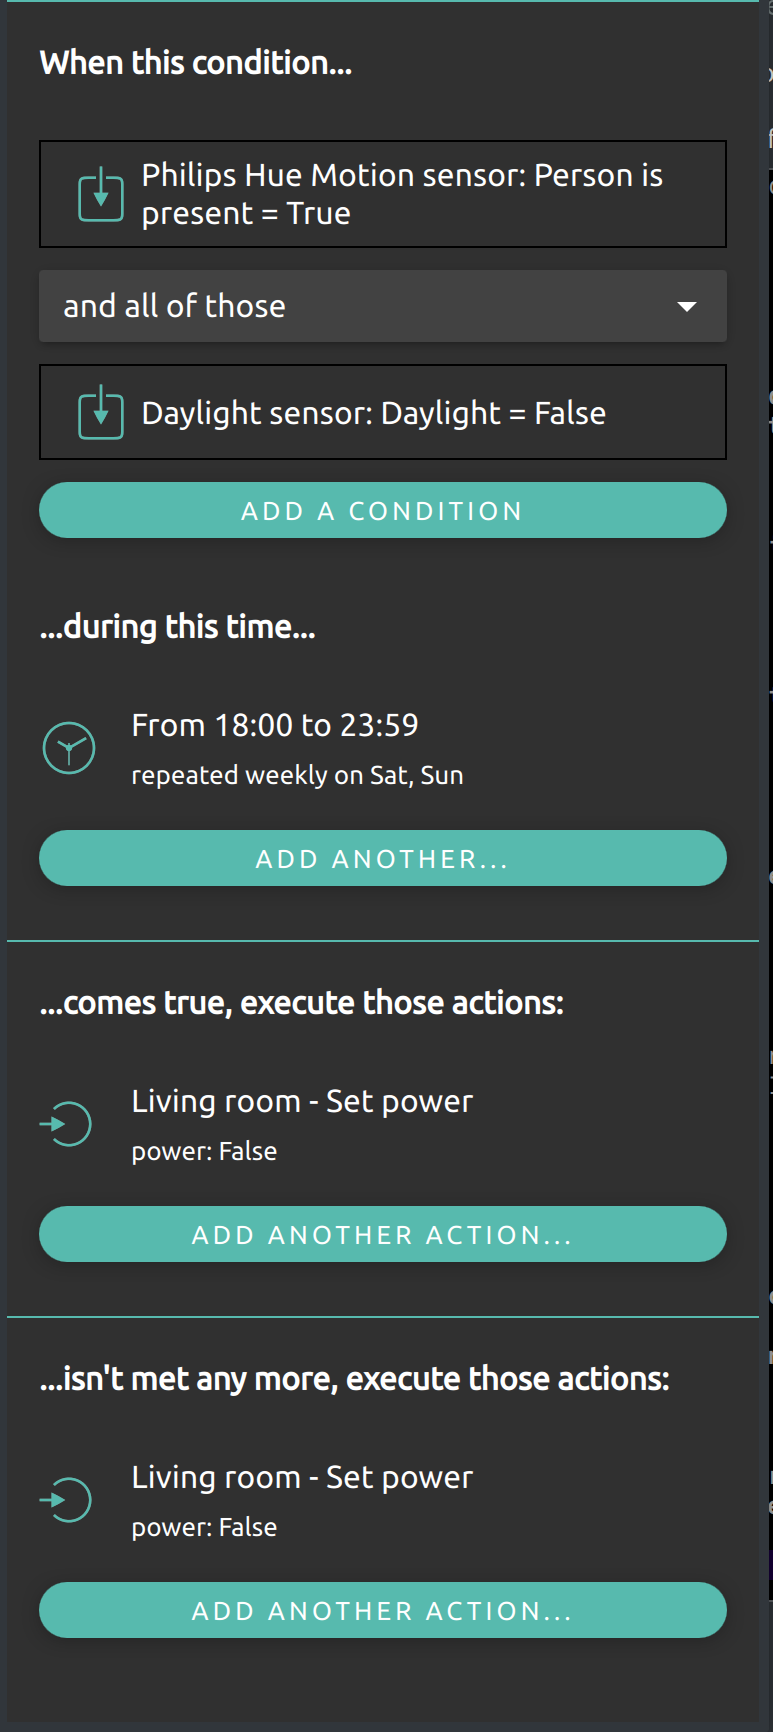 When this condition...
Philips Hue Motion sensor: Person is
present = True
and all of those
Daylight sensor: Daylight = False
ADD A CONDITION
...during this time...
From 18:00 to 23:59
repeated weekly on Sat, Sun
ADD ANOTHER...
...comes true, execute those actions:
Living room - Set power
power: False
ADD ANOTHER ACTION...
...isn't met any more, execute those actions:
Living room - Set power
power: False
ADD ANOTHER ACTION...